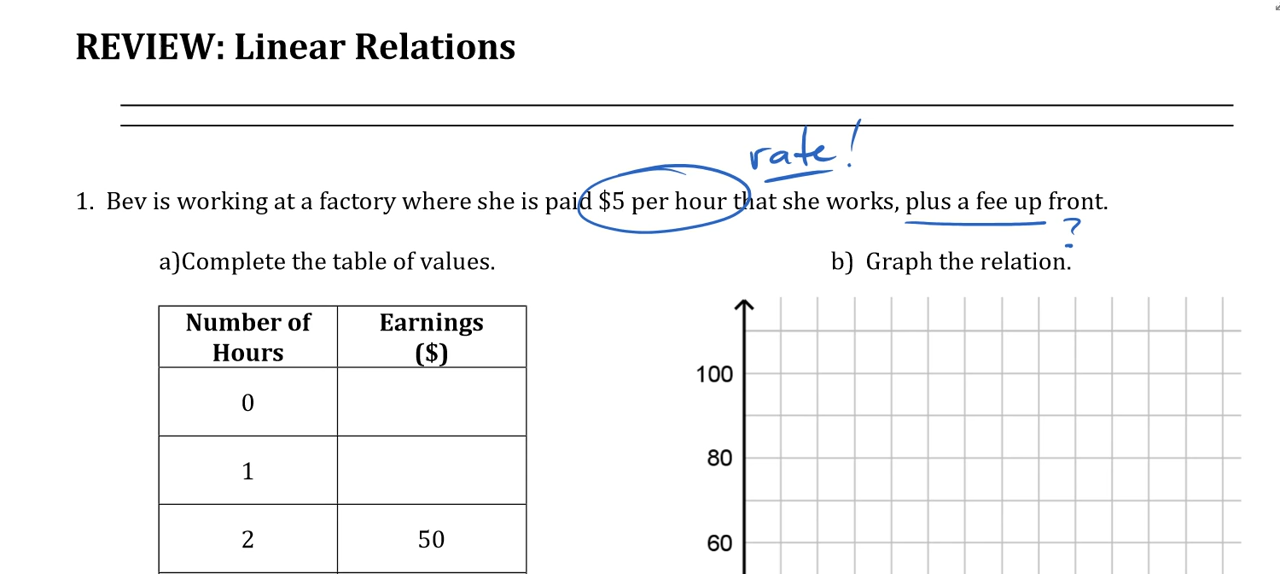 REVIEW: Linear Relations
rate!
1. Bev is working at a factory where she is paid $5 per hour that she works, plus a fee up front.
?
a)Complete the table of values.
b) Graph the relation.
Number of Hours
Earnings ($)
0
1
2 50
100
80
60